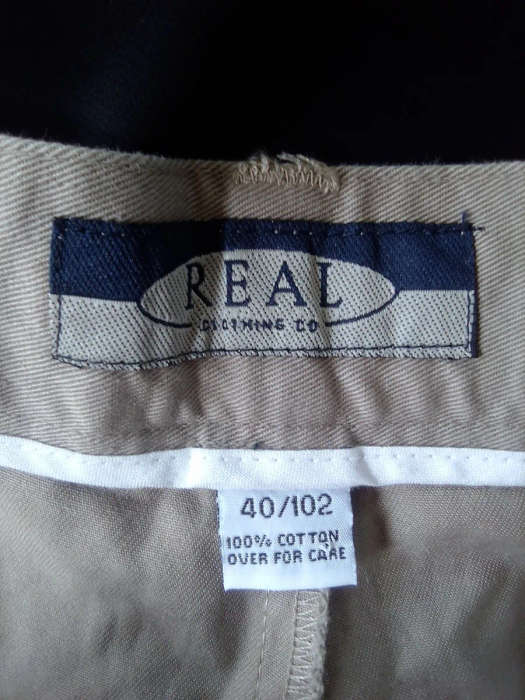 REAL
CLOTHING CO
40/102
100% COTTON
OVER FOR CARE